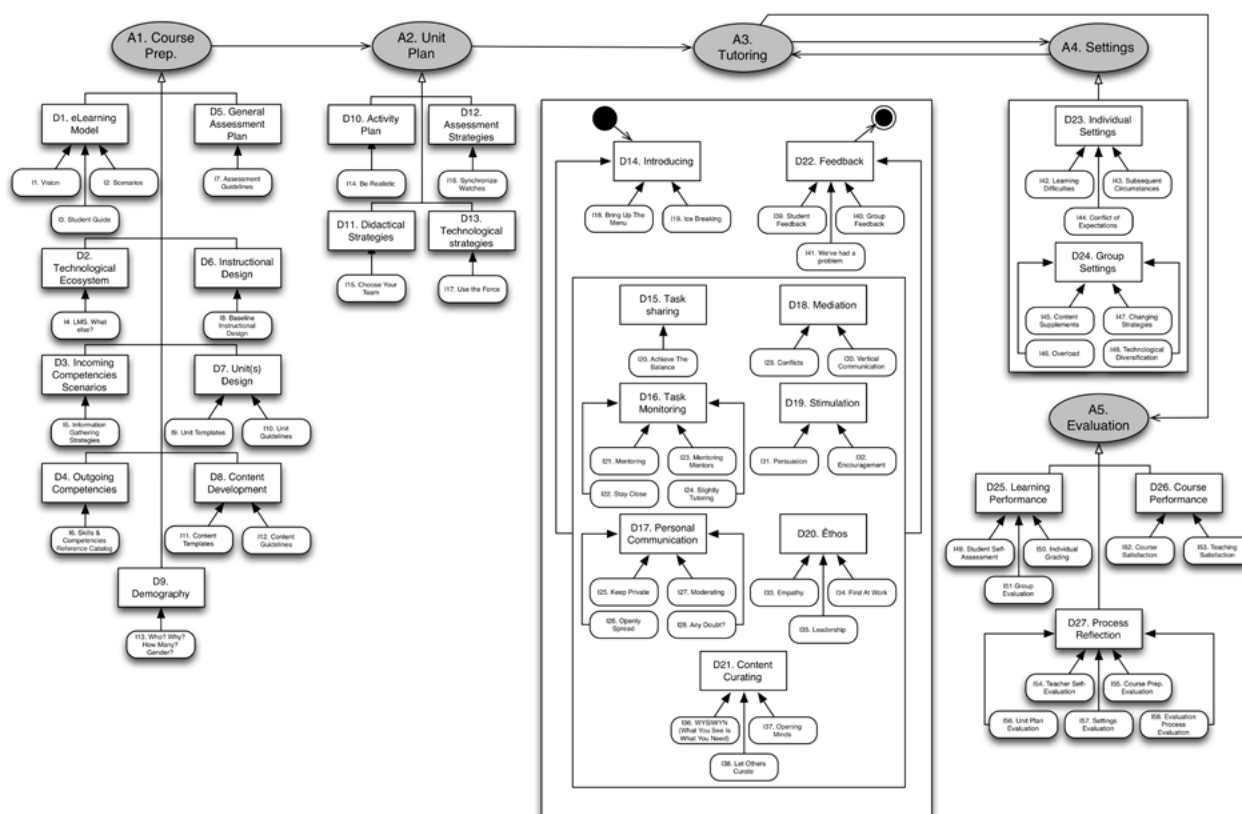 A1. Course
Prep.
A2. Unit
Plan
A3.
Tutoring
A4. Settings
D1. eLearning
Model
D5. General
Assessment
Plan
I1. Vision
I2. Scenarios
I7. Assessment
Guidelines
I3. Student Guide
D2.
Technological
Ecosystem
D6. Instructional
Design
I4. LMS. What
else?
I8. Baseline
Instructional
Design
D3. Incoming
Competencies
Scenarios
D7. Unit(s)
Design
I5. Information
Gathering
Strategies
I9. Unit Templates
I10. Unit
Guidelines
D4. Outgoing
Competencies
D8. Content
Development
I6. Skills &
Competencies
Reference Catalog
I11. Content
Templates
I12. Content
Guidelines
D9.
Demography
I13. Who? Why?
How Many?
Gender?
D10. Activity
Plan
D12.
Assessment
Strategies
I14. Be Realistic
I16. Synchronize
Watches
D11. Didactical
Strategies
D13.
Technological
strategies
I15. Choose Your
Team
I17. Use the Force
D14. Introducing
D22. Feedback
I18. Bring Up The
Menu
I19. Ice Breaking
I39. Student
Feedback
I40. Group
Feedback
I41. We've had a
problem
D15. Task
sharing
D18. Mediation
I20. Achieve The
Balance
I29. Conflicts
I30. Vertical
Communication
D16. Task
Monitoring
D19. Stimulation
I21. Mentoring
I23. Mentoring
Mentors
I31. Persuasion
I32.
Encouragement
I22. Stay Close
I24. Slightly
Tutoring
D17. Personal
Communication
D20. Êthos
I25. Keep Private
I27. Moderating
I33. Empathy
I34. First At Work
I26. Openly
Spread
I28. Any Doubt?
I35. Leadership
D21. Content
Curating
I36. WYSIWYN
(What You See Is
What You Need)
I37. Opening
Minds
I38. Let Others
Curate
D23. Individual
Settings
I42. Learning
Difficulties
I43. Subsequent
Circumstances
I44. Conflict of
Expectations
D24. Group
Settings
I45. Content
Supplements
I47. Changing
Strategies
I46. Overload
I48. Technological
Diversification
A5.
Evaluation
D25. Learning
Performance
D26. Course
Performance
I49. Student Self-
Assessment
I50. Individual
Grading
I52. Course
Satisfaction
I53. Teaching
Satisfaction
I51 Group
Evaluation
D27. Process
Reflection
I54. Teacher Self-
Evaluation
I55. Course Prep.
Evaluation
I56. Unit Plan
Evaluation
I57. Settings
Evaluation
I58. Evaluation
Process
Evaluation